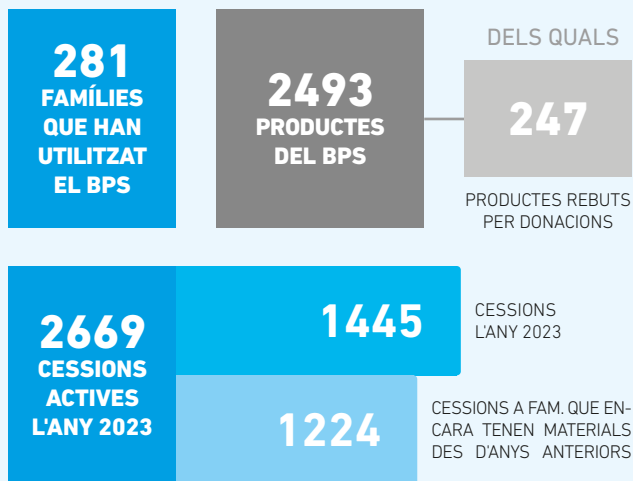 281
FAMÍLIES
QUE HAN
UTILITZAT
EL BPS
2493
PRODUCTES
DEL BPS
DELS QUALS
247
PRODUCTES REBUTS
PER DONACIONS
2669
CESSIONS
ACTIVES
L'ANY 2023
1445
CESSIONS
L'ANY 2023
1224
CESSIONS A FAM. QUE EN-
CARA TENEN MATERIALS
DES D'ANYS ANTERIORS